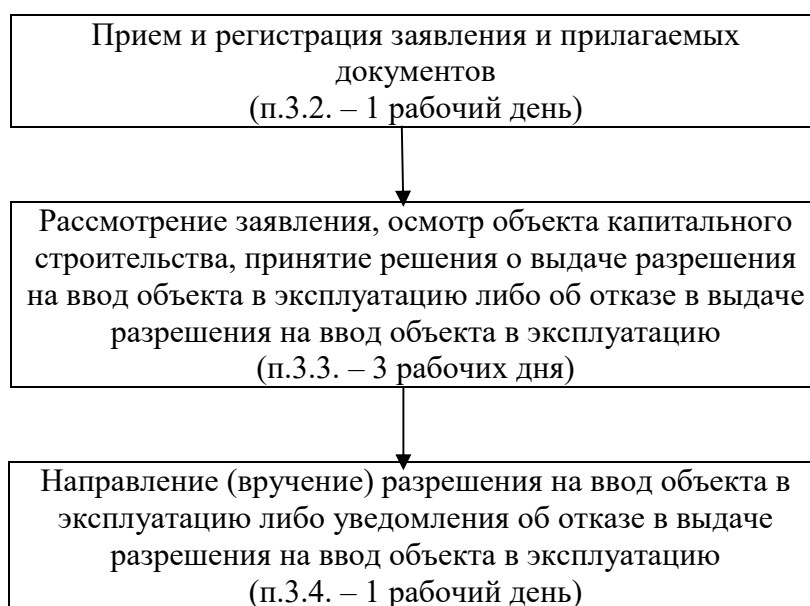 Прием и регистрация заявления и прилагаемых
документов
(п.3.2. – 1 рабочий день)
Рассмотрение заявления, осмотр объекта капитального
строительства, принятие решения о выдаче разрешения
на ввод объекта в эксплуатацию либо об отказе в выдаче
разрешения на ввод объекта в эксплуатацию
(п.3.3. – 3 рабочих дня)
Направление (вручение) разрешения на ввод объекта в
эксплуатацию либо уведомления об отказе в выдаче
разрешения на ввод объекта в эксплуатацию
(п.3.4. – 1 рабочий день)